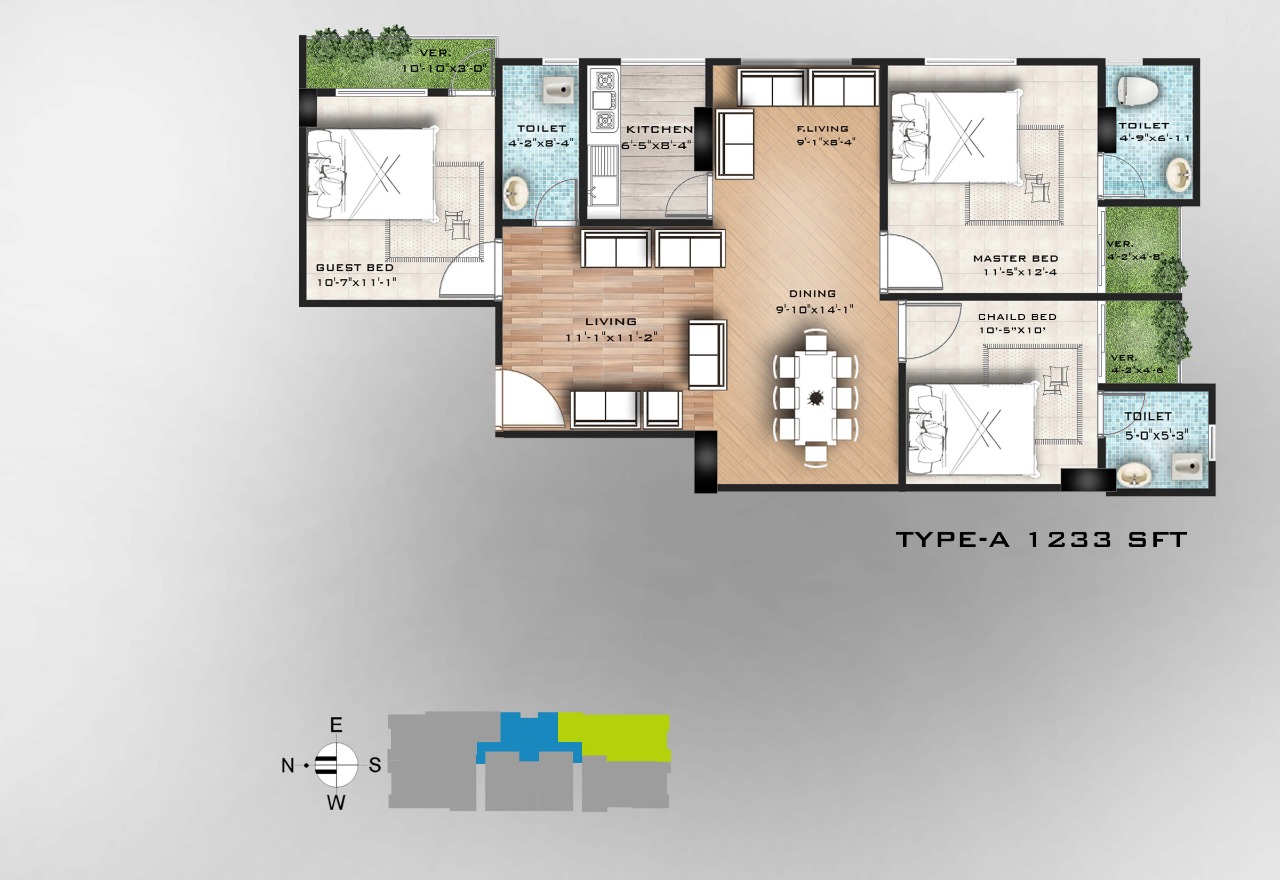 VER.
10'-10"x3'-0"
TOILET
4'-2"x8'-4"
KITCHEN
6'-5"x8'-4"
F.LIVING
9'-1"x8'-4"
TOILET
4'-9"x6'-11
GUEST BED
10'-7"x11'-1"
MASTER BED
11'-5"x12'-4
VER.
4'-2"x4'-8"
LIVING
11'-1"x11'-2"
DINING
9'-10"x14'-1"
CHAILD BED
10'-5"X10'
VER.
4'-2"x4'-6"
TOILET
5'-0"x5'-3"
TYPE-A 1233 SFT
E
N S
W